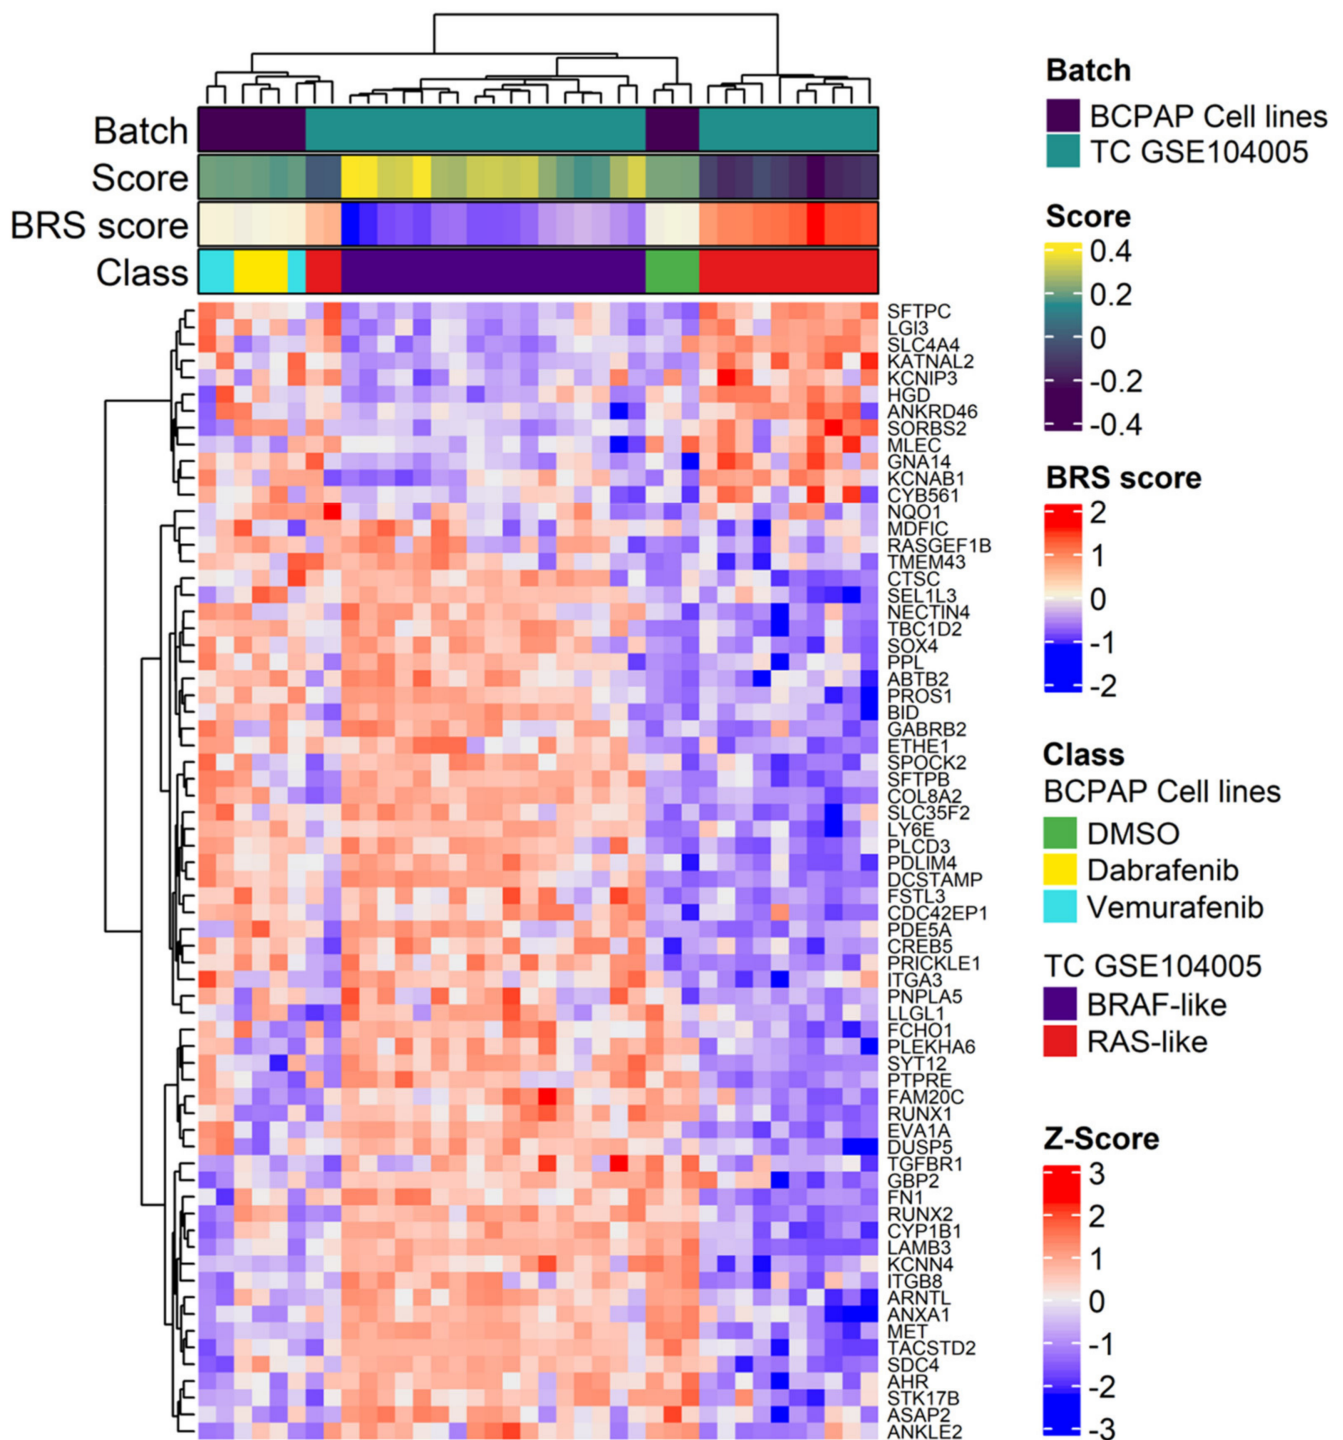 Batch
Score
BRS score
Class
SFTPC
LGI3
SLC4A4
KATNAL2
KCNIP3
HGD
ANKRD46
SORBS2
MLEC
GNA14
KCNAB1
CYB561
NQO1
MDFIC
RASGEF1B
TMEM43
CTSC
SEL1L3
NECTIN4
TBC1D2
SOX4
PPL
ABTB2
PROS1
BID
GABRB2
ETHE1
SPOCK2
SFTPB
COL8A2
SLC35F2
LY6E
PLCD3
PDLIM4
DCSTAMP
FSTL3
CDC42EP1
PDE5A
CREB5
PRICKLE1
ITGA3
PNPLA5
LLGL1
FCHO1
PLEKHA6
SYT12
PTPRE
FAM20C
RUNX1
EVA1A
DUSP5
TGFBR1
GBP2
FN1
RUNX2
CYP1B1
LAMB3
KCNN4
ITGB8
ARNTL
ANXA1
MET
TACSTD2
SDC4
AHR
STK17B
ASAP2
ANKLE2
Batch
BCPAP Cell lines
TC GSE104005
Score
0.4
0.2
0
-0.2
-0.4
BRS score
2
1
0
-1
-2
Class
BCPAP Cell lines
DMSO
Dabrafenib
Vemurafenib
TC GSE104005
BRAF-like
RAS-like
Z-Score
3
2
1
0
-1
-2
-3